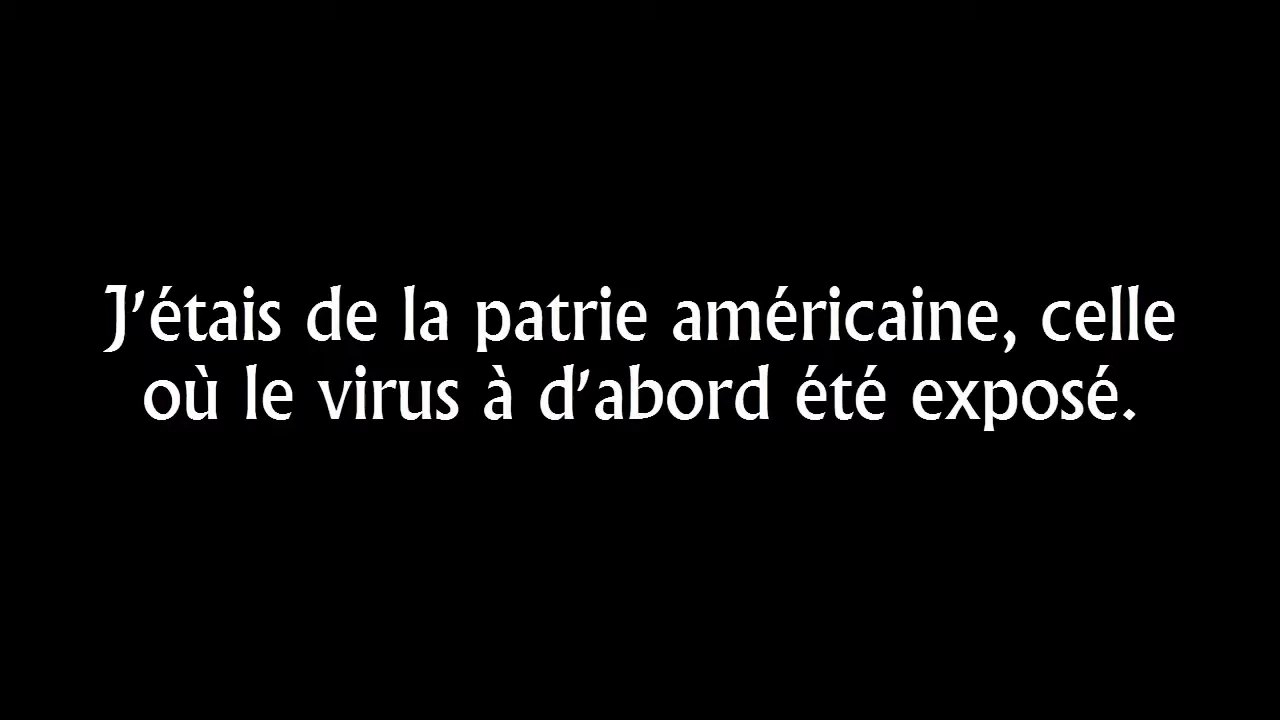 J'étais de la patrie américaine, celle
où le virus à d'abord été exposé.